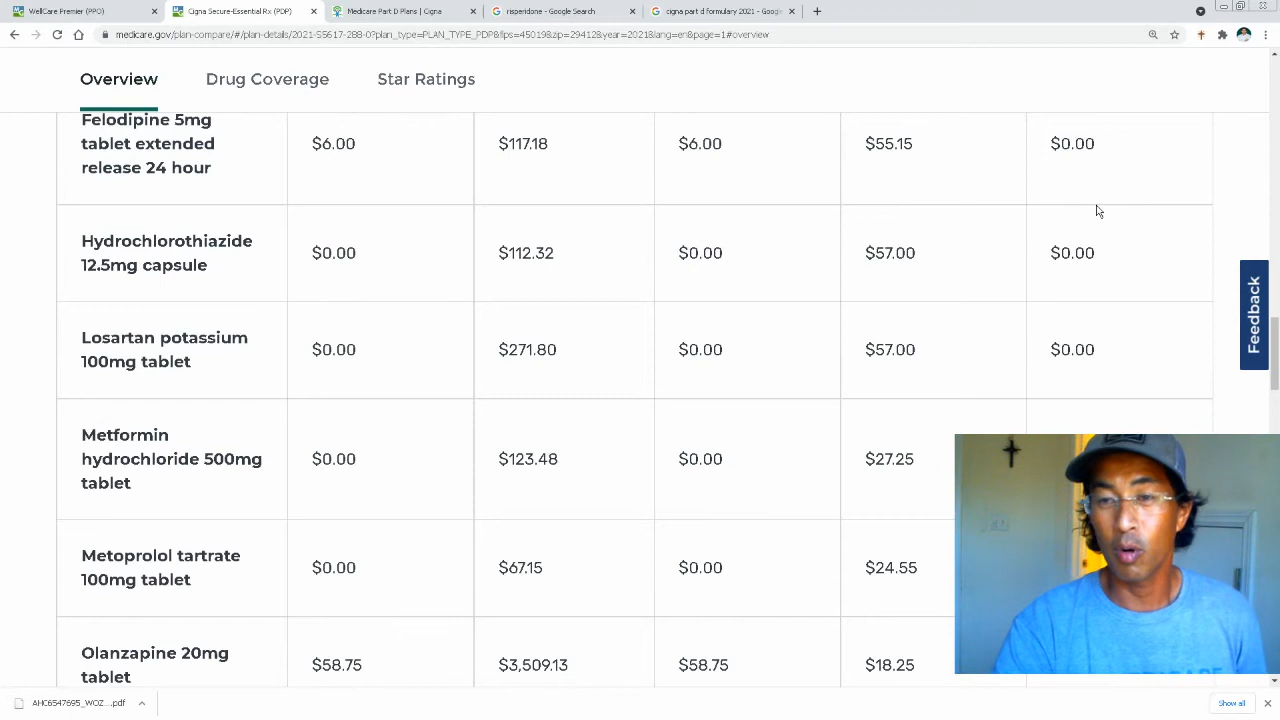 WellCare Premier (PPO)
Cigna Secure-Essential Rx (PDP)
Medicare Part D Plans | Cigna
risperidone - Google Search
cigna part d formulary 2021 - Googl
medicare.gov/plan-compare/#/plan-details/2021-S5617-288-0?plan_type=PLAN_TYPE_PDP&fips=45019&zip=29412&year=2021&lang=en&page=1#overview
Overview
Drug Coverage
Star Ratings
Felodipine 5mg
tablet extended
release 24 hour
$6.00
$117.18
$6.00
$55.15
$0.00
Hydrochlorothiazide
12.5mg capsule
$0.00
$112.32
$0.00
$57.00
$0.00
Losartan potassium
100mg tablet
$0.00
$271.80
$0.00
$57.00
$0.00
Metformin
hydrochloride 500mg
tablet
$0.00
$123.48
$0.00
$27.25
Metoprolol tartrate
100mg tablet
$0.00
$67.15
$0.00
$24.55
Olanzapine 20mg
tablet
$58.75
$3,509.13
$58.75
$18.25
Feedback
AHC6547695_WOZ....pdf
Show all